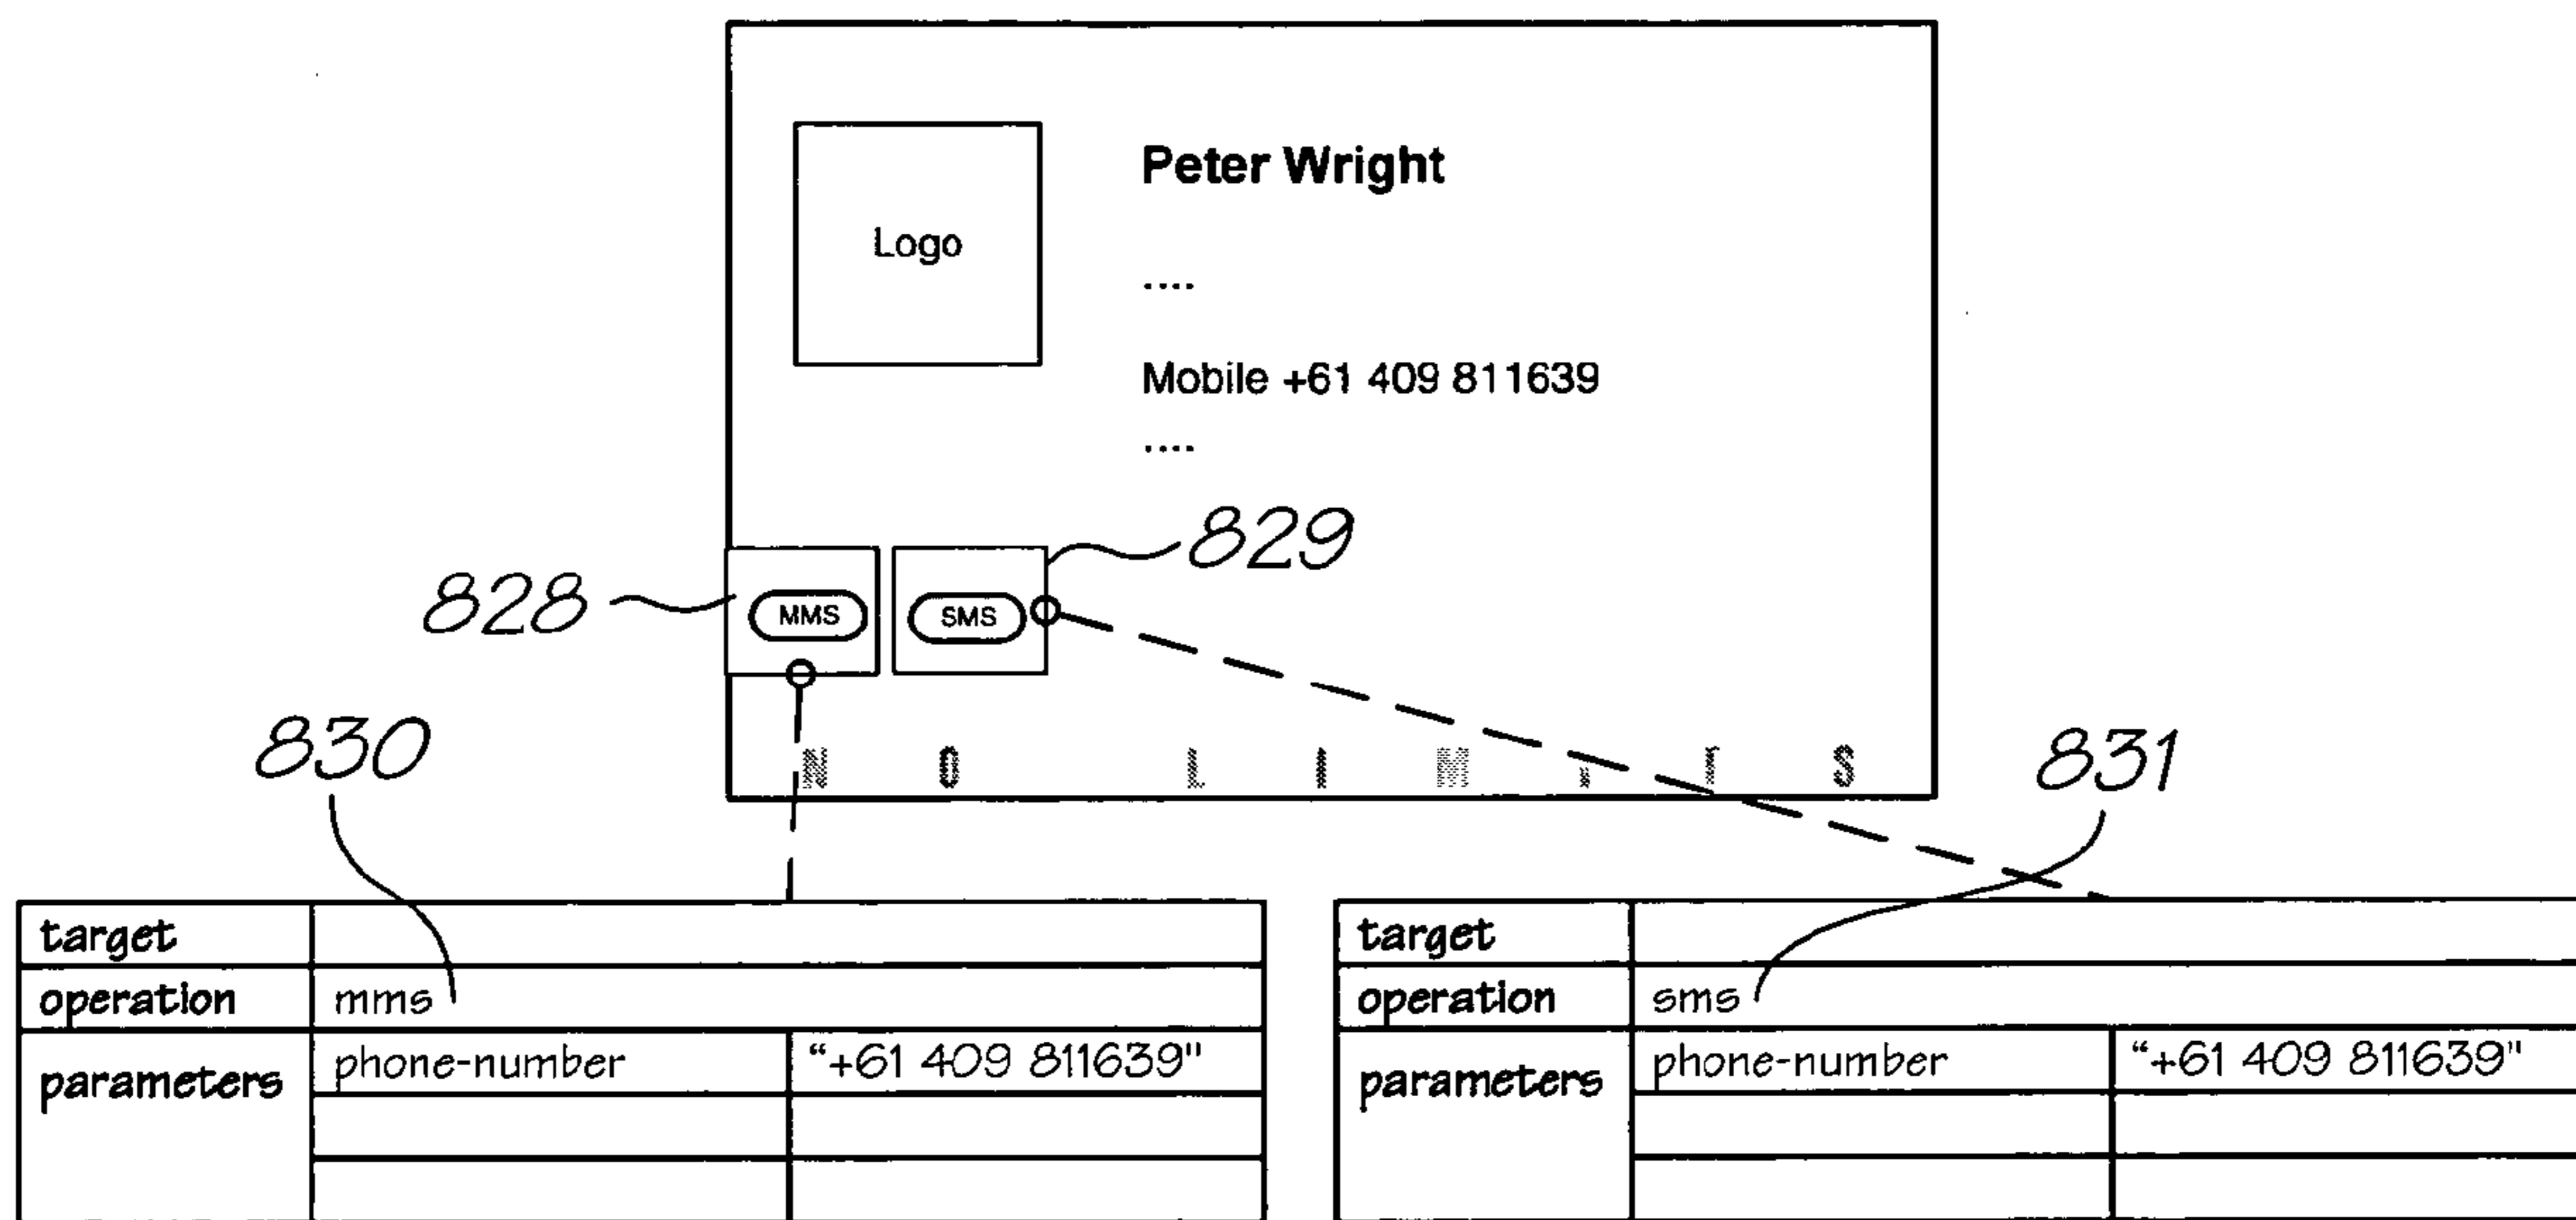 Peter Wright
Logo
....
Mobile +61 409 811639
....
829
828
MMS SMS
N O L I M I T S
830
831
target
operation mms
parameters phone-number "+61 409 811639"
target
operation sms
parameters phone-number "+61 409 811639"